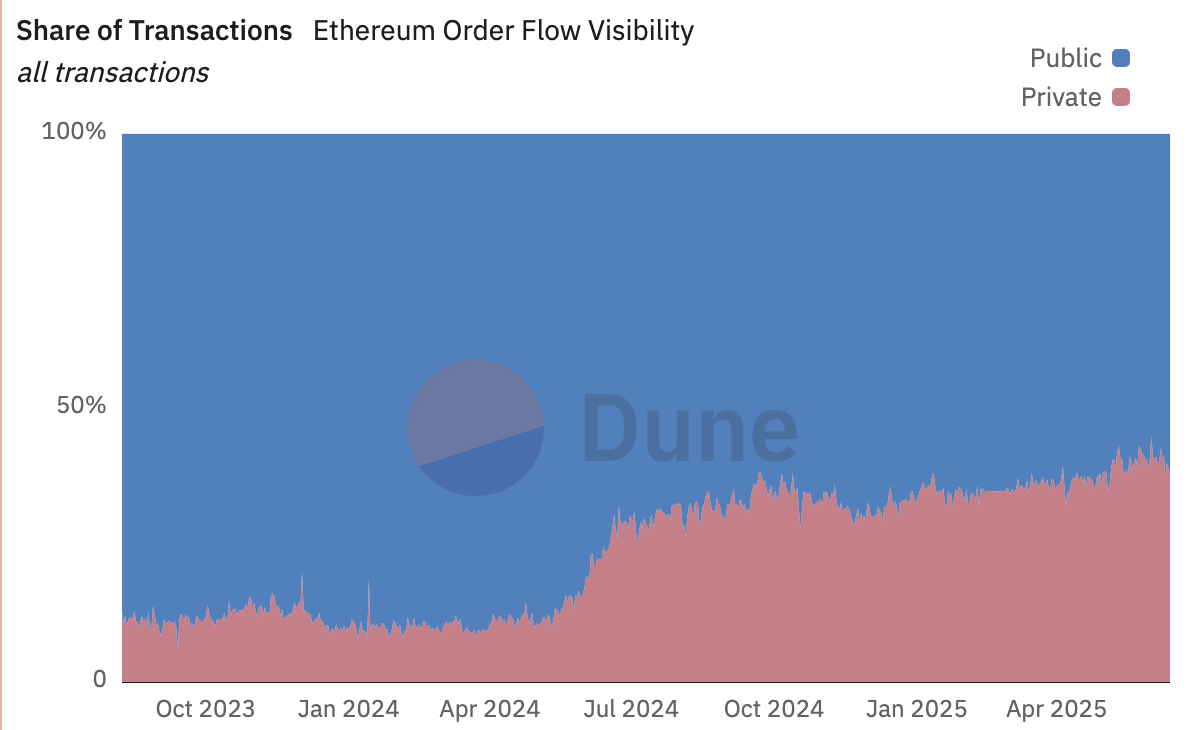 Share of Transactions Ethereum Order Flow Visibility
all transactions
Public
Private
100%
50%
0
Dune
Oct 2023 Jan 2024 Apr 2024 Jul 2024 Oct 2024 Jan 2025 Apr 2025